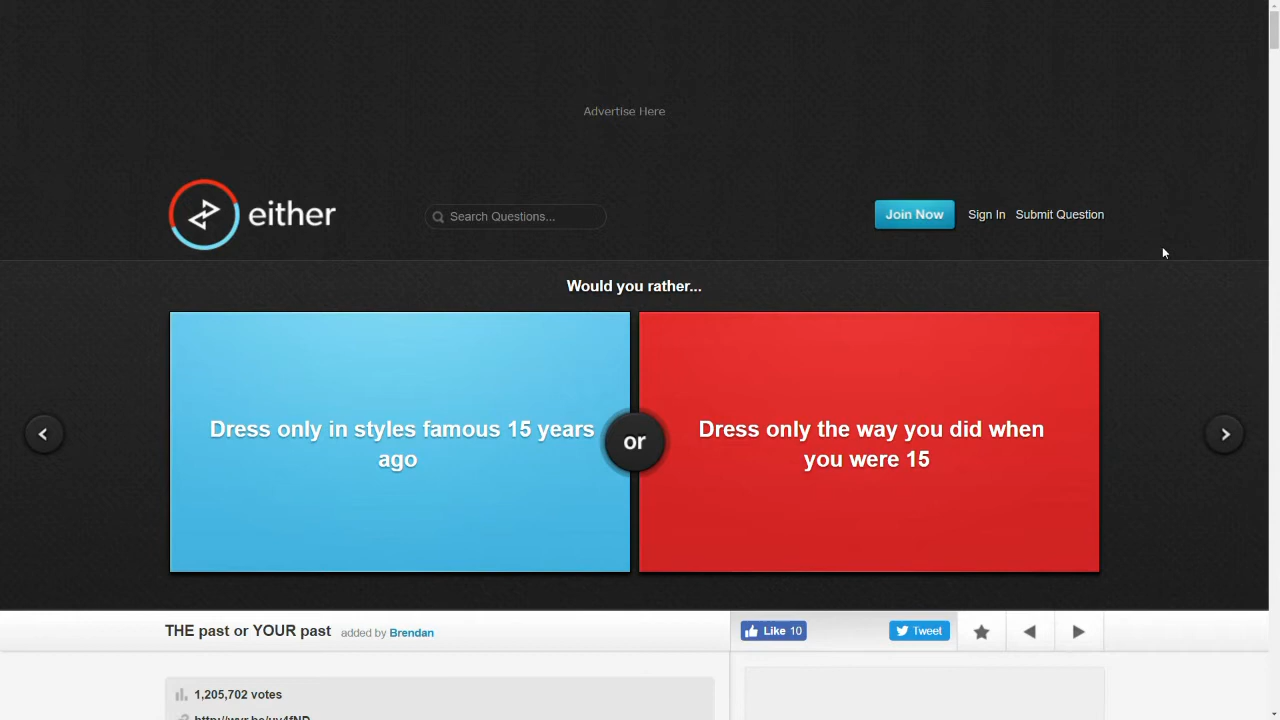 Advertise Here
either
Search Questions...
Join Now
Sign In
Submit Question
Would you rather...
Dress only in styles famous 15 years
ago
or
Dress only the way you did when
you were 15
THE past or YOUR past
added by Brendan
Like 10
Tweet
1,205,702 votes